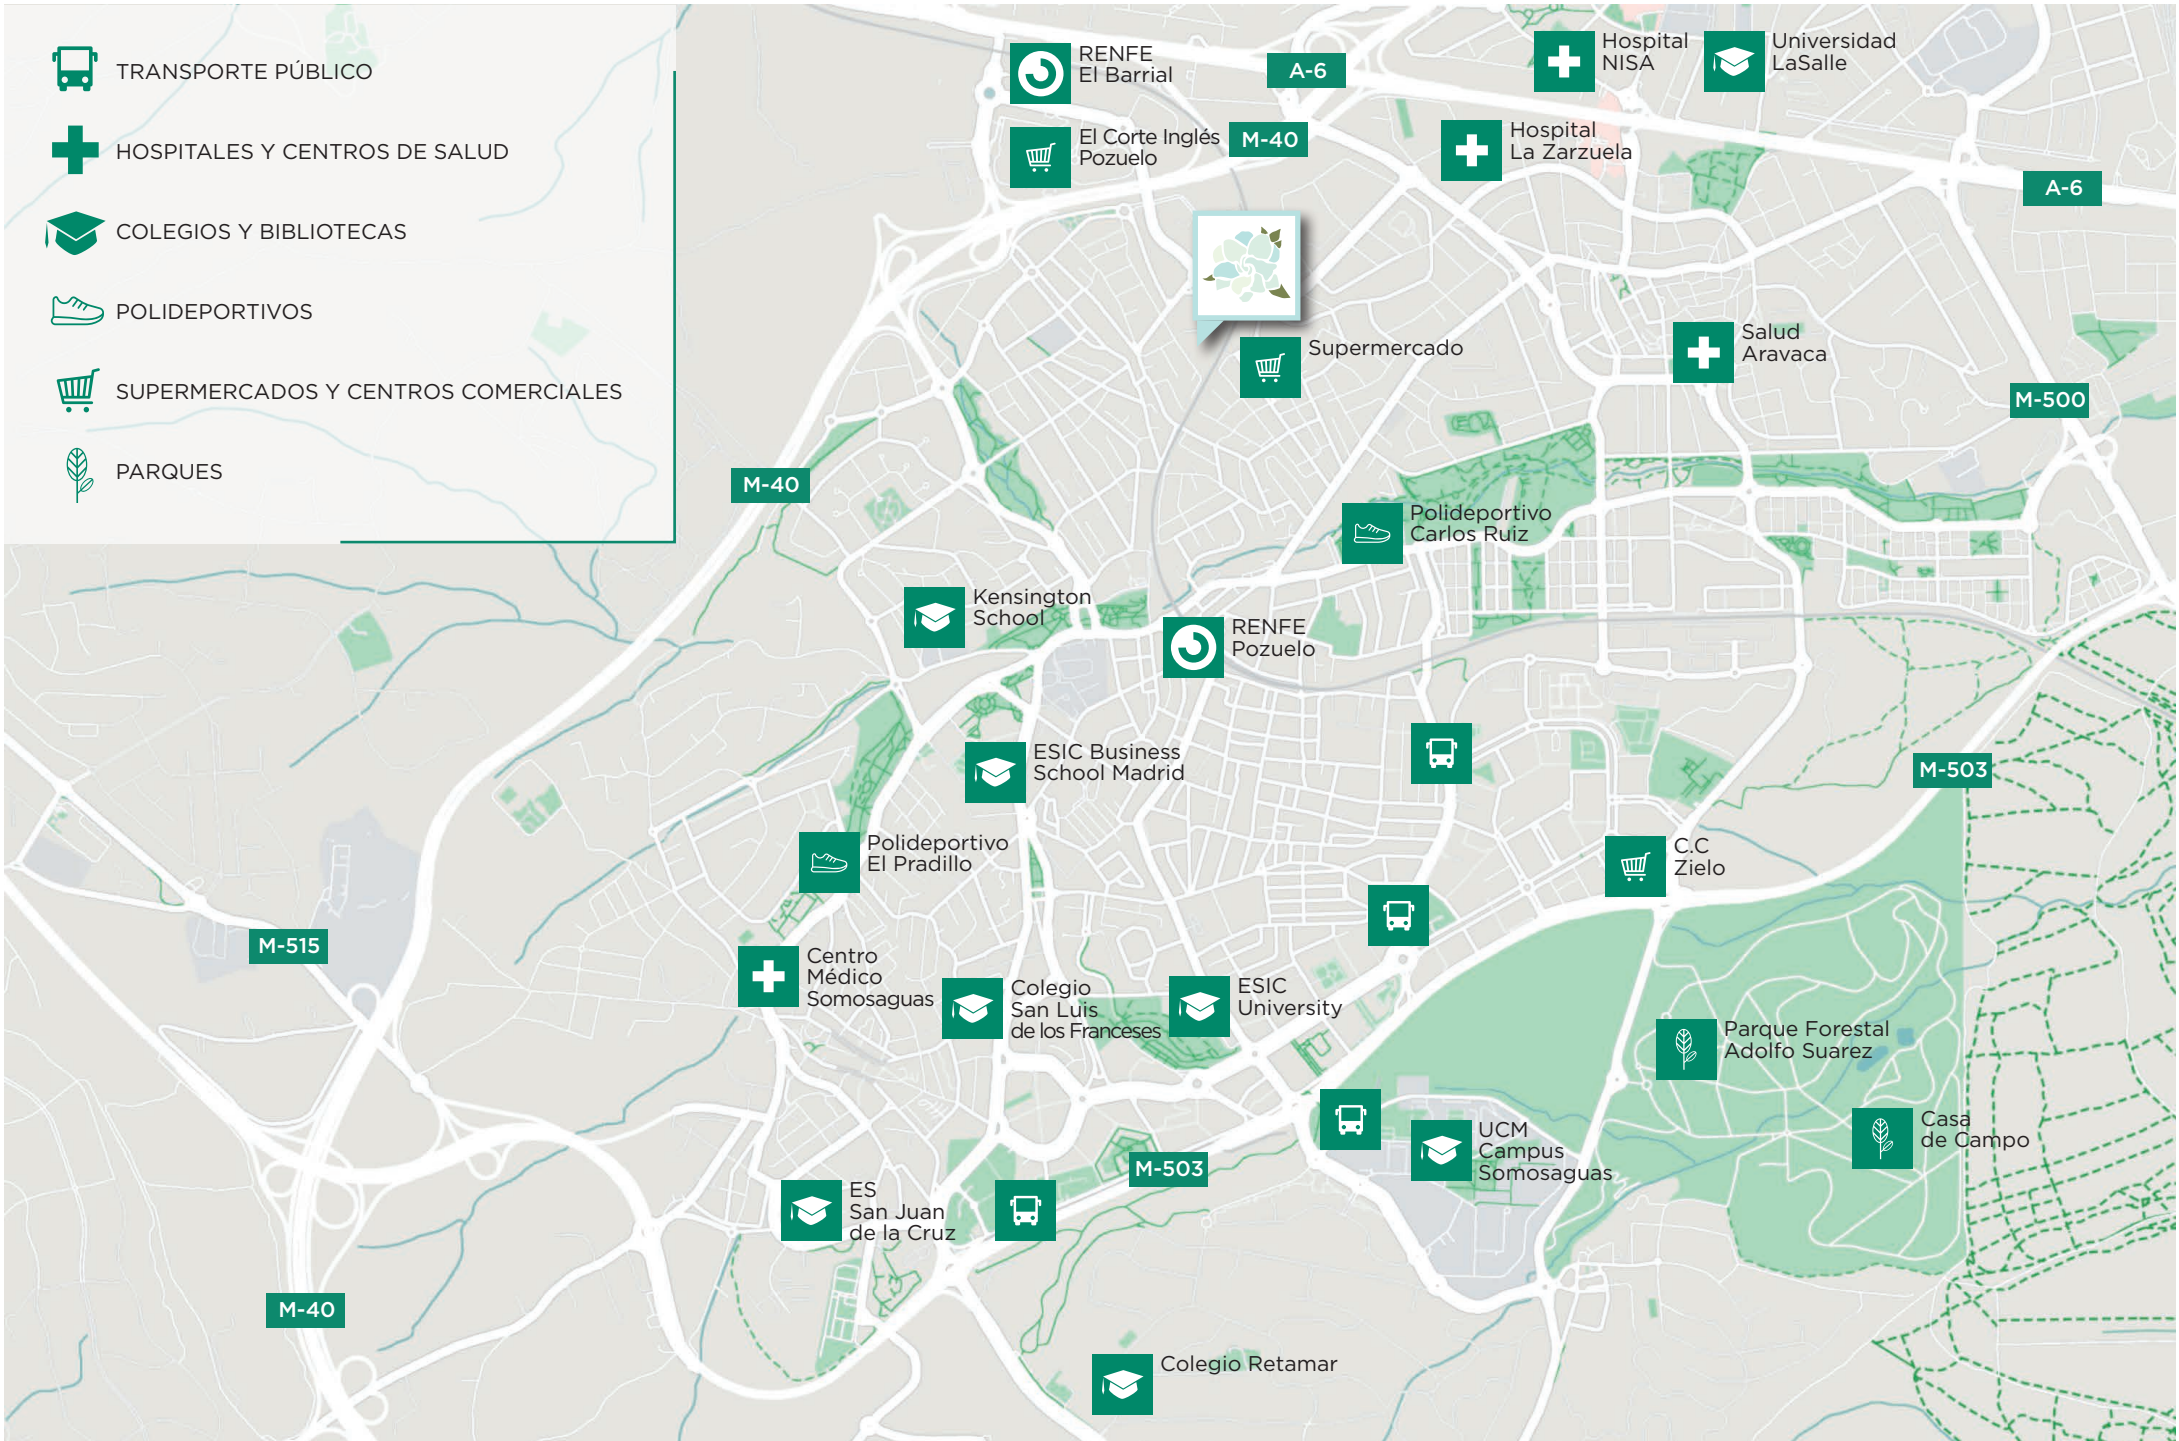 TRANSPORTE PÚBLICO
HOSPITALES Y CENTROS DE SALUD
COLEGIOS Y BIBLIOTECAS
POLIDEPORTIVOS
SUPERMERCADOS Y CENTROS COMERCIALES
PARQUES
RENFE
El Barrial
A-6
Hospital
NISA
Universidad
LaSalle
El Corte Inglés
Pozuelo
M-40
Hospital
La Zarzuela
A-6
Supermercado
Salud
Aravaca
M-500
M-40
Polideportivo
Carlos Ruiz
Kensington
School
RENFE
Pozuelo
ESIC Business
School Madrid
M-503
Polideportivo
El Pradillo
C.C
Zielo
M-515
Centro
Médico
Somosaguas
Colegio
San Luis
de los Franceses
ESIC
University
Parque Forestal
Adolfo Suarez
Casa
de Campo
UCM
Campus
Somosaguas
M-503
ES
San Juan
de la Cruz
M-40
Colegio Retamar